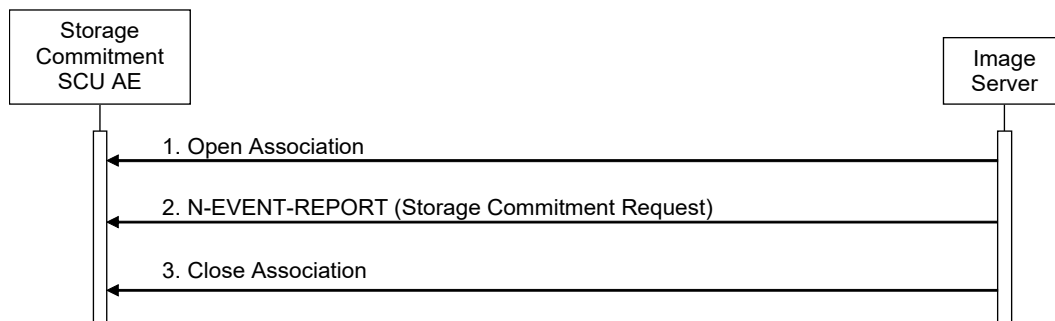 Storage
Commitment
SCU AE
Image
Server
1. Open Association
2. N-EVENT-REPORT (Storage Commitment Request)
3. Close Association